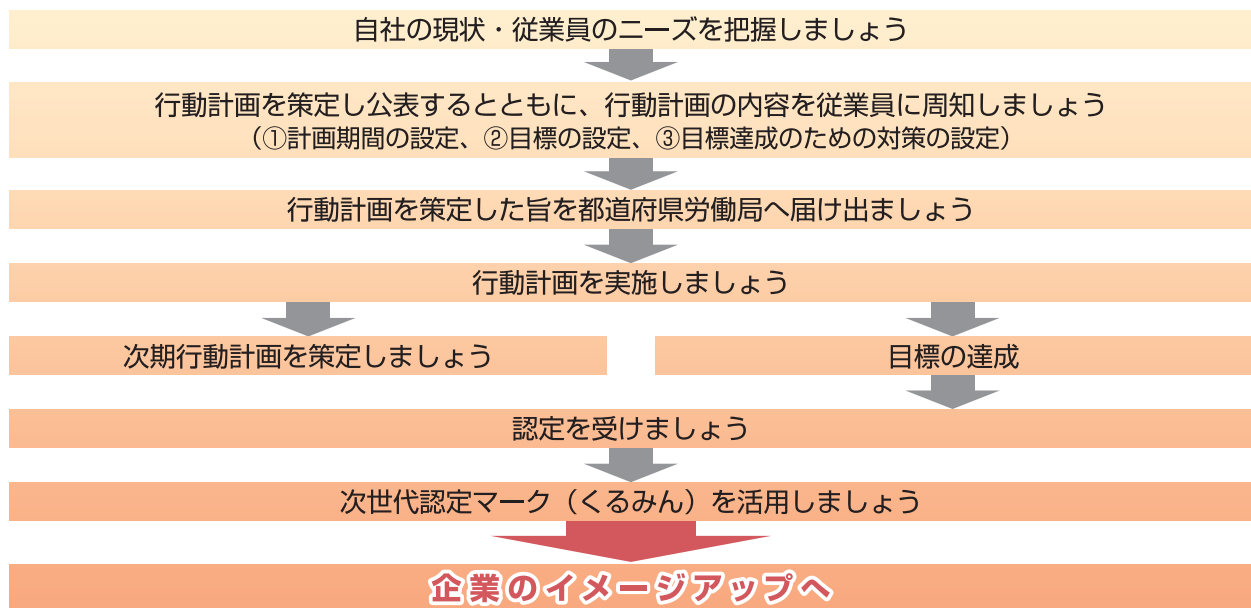 自社の現状・従業員のニーズを把握しましょう
行動計画を策定し公表するとともに、行動計画の内容を従業員に周知しましょう
（①計画期間の設定、②目標の設定、③目標達成のための対策の設定）
行動計画を策定した旨を都道府県労働局へ届け出ましょう
行動計画を実施しましょう
次期行動計画を策定しましょう
目標の達成
認定を受けましょう
次世代認定マーク（くるみん）を活用しましょう
企業のイメージアップへ